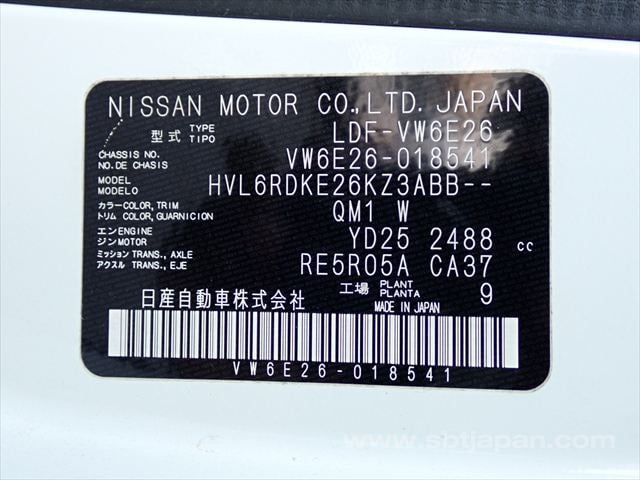 NISSAN MOTOR CO.,LTD. JAPAN
型式 TYPE TIPO LDF-VW6E26
CHASSIS NO. NO. DE CHASIS VW6E26-018541
MODEL MODELO HVL6RDKE26KZ3ABB--
カラー COLOR, TRIM トリム COLOR, GUARNICION QM1 W
エンジン ENGINE MOTOR YD25 2488 cc
ミッション TRANS., AXLE アクスル TRANS., EJE RE5R05A CA37
工場 PLANT PLANTA 9
日産自動車株式会社 MADE IN JAPAN
VW6E26-018541
www.sbtjapan.com